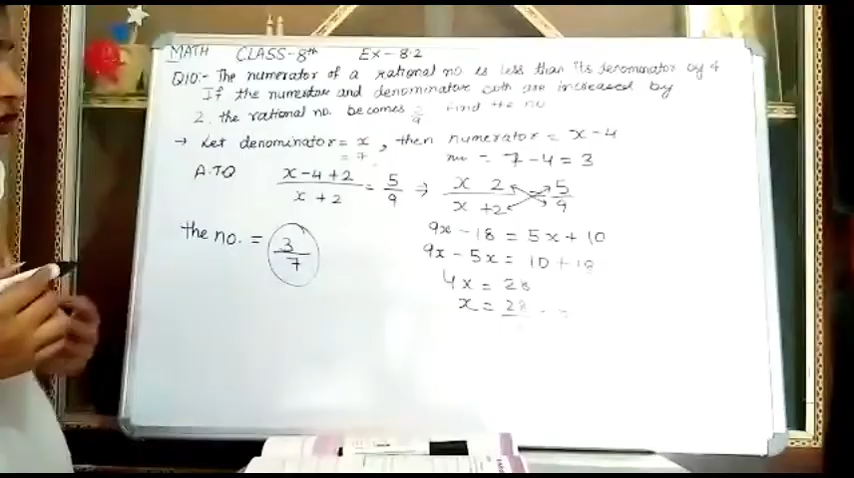 MATH CLASS-8th Ex-8.2
Q10:- The numerator of a rational no. is less than its denominator by 4
If the numerator and denominator both are increased by
2. the rational no. becomes 5/9 Find the no
→ Let denominator = x, then numerator = x-4
= 7 = 7-4 = 3
A.T.Q (x-4+2)/(x+2) = 5/9 ⇒ (x 2)/(x+2) 5/9
9x - 18 = 5x + 10
the no. = 3/7
9x - 5x = 10 + 18
4x = 28
x = 28